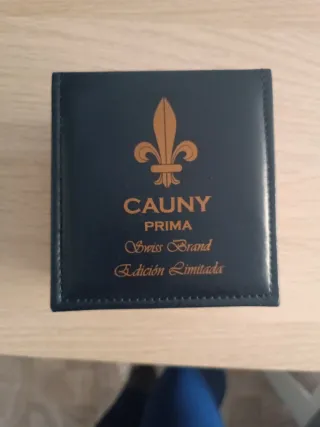 CAUNY
PRIMA
Swiss Brand
Edición Limitada